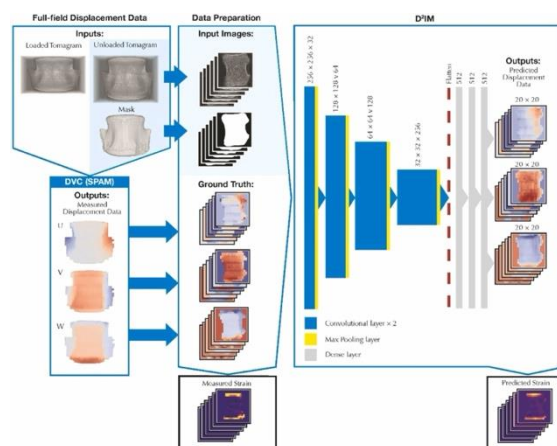 Full-field Displacement Data
Inputs:
Loaded Tomogram
Unloaded Tomogram
Mask
DVC (SPAM)
Outputs:
Measured
Displacement Data
U
V
W
Data Preparation
Input Images:
Ground Truth:
Measured Strain
D²IM
256 × 256 × 32
128 × 128 × 64
64 × 64 × 128
32 × 32 × 256
Flatten
512
512
512
Convolutional layer × 2
Max Pooling layer
Dense layer
Outputs:
Predicted
Displacement Data
20 × 20
20 × 20
20 × 20
Predicted Strain